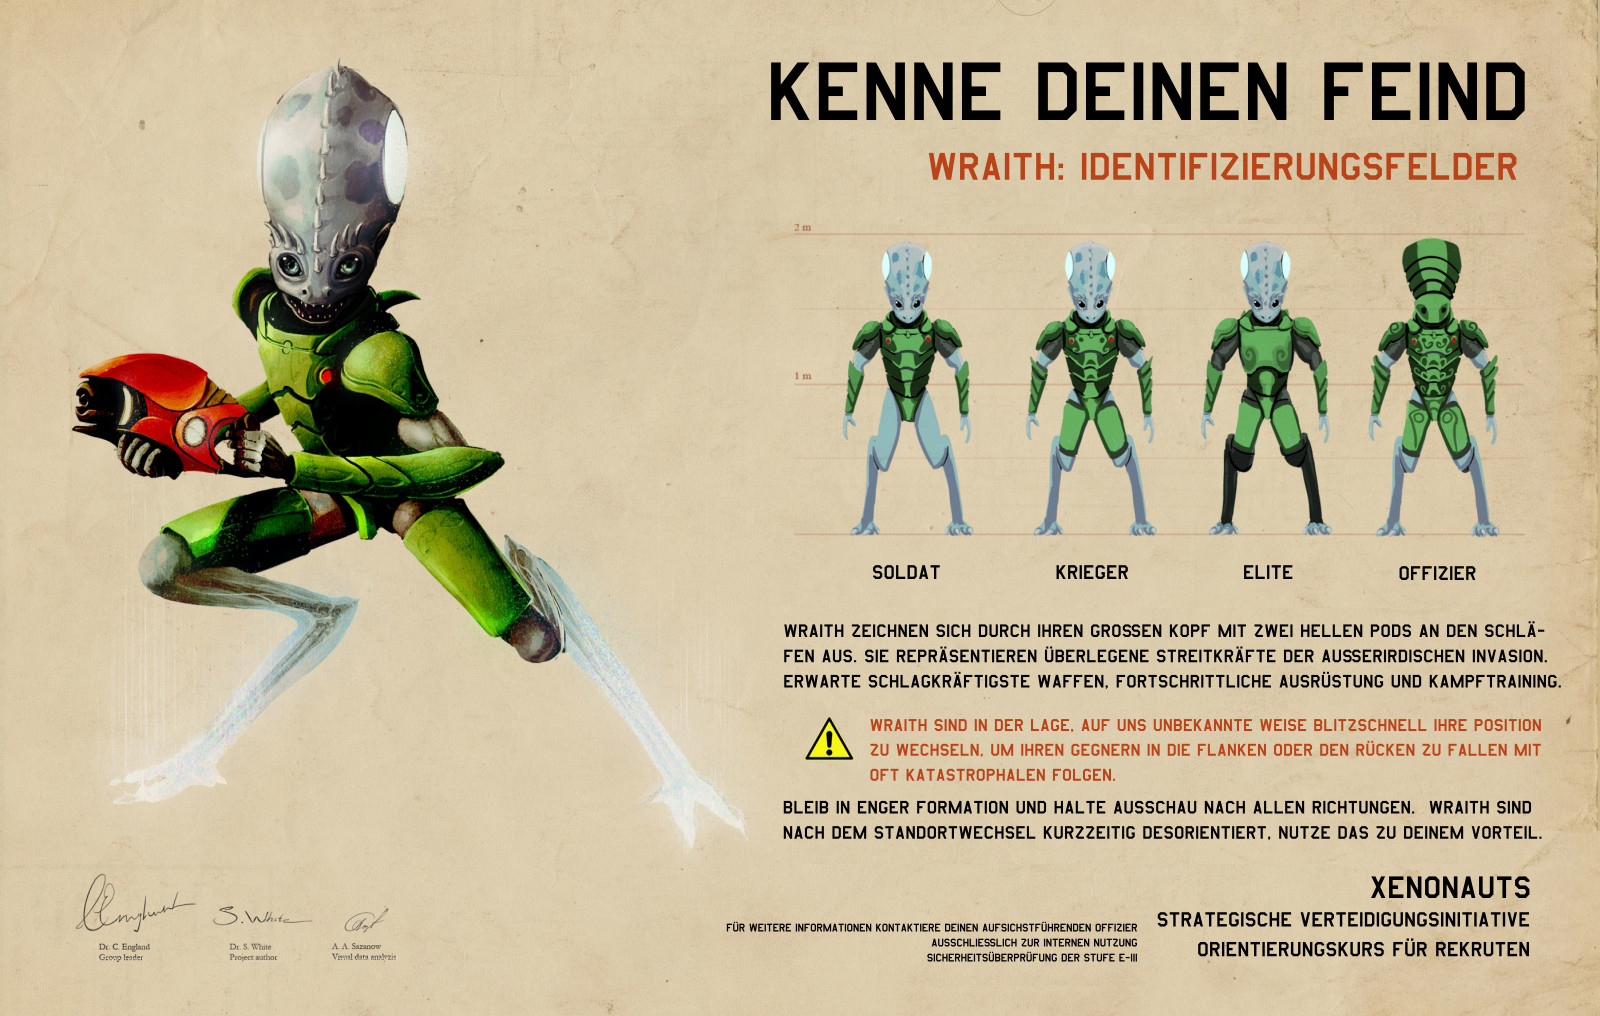 KENNE DEINEN FEIND
WRAITH: IDENTIFIZIERUNGSFELDER
2 m
1 m
SOLDAT
KRIEGER
ELITE
OFFIZIER
WRAITH ZEICHNEN SICH DURCH IHREN GROSSEN KOPF MIT ZWEI HELLEN PODS AN DEN SCHLÄ-
FEN AUS. SIE REPRÄSENTIEREN ÜBERLEGENE STREITKRÄFTE DER AUSSERIRDISCHEN INVASION.
ERWARTE SCHLAGKRÄFTIGSTE WAFFEN, FORTSCHRITTLICHE AUSRÜSTUNG UND KAMPFTRAINING.
WRAITH SIND IN DER LAGE, AUF UNS UNBEKANNTE WEISE BLITZSCHNELL IHRE POSITION
ZU WECHSELN, UM IHREN GEGNERN IN DIE FLANKEN ODER DEN RÜCKEN ZU FALLEN MIT
OFT KATASTROPHALEN FOLGEN.
BLEIB IN ENGER FORMATION UND HALTE AUSSCHAU NACH ALLEN RICHTUNGEN. WRAITH SIND
NACH DEM STANDORTWECHSEL KURZZEITIG DESORIENTIERT, NUTZE DAS ZU DEINEM VORTEIL.
S. White
Dr. C. England
Group leader
Dr. S. White
Project author
A. A. Sazanow
Visual data analyzis
FÜR WEITERE INFORMATIONEN KONTAKTIERE DEINEN AUFSICHSTFÜHRENDEN OFFIZIER
AUSSCHLIESSLICH ZUR INTERNEN NUTZUNG
SICHERHEITSÜBERPRÜFUNG DER STUFE E-III
XENONAUTS
STRATEGISCHE VERTEIDIGUNGSINITIATIVE
ORIENTIERUNGSKURS FÜR REKRUTEN